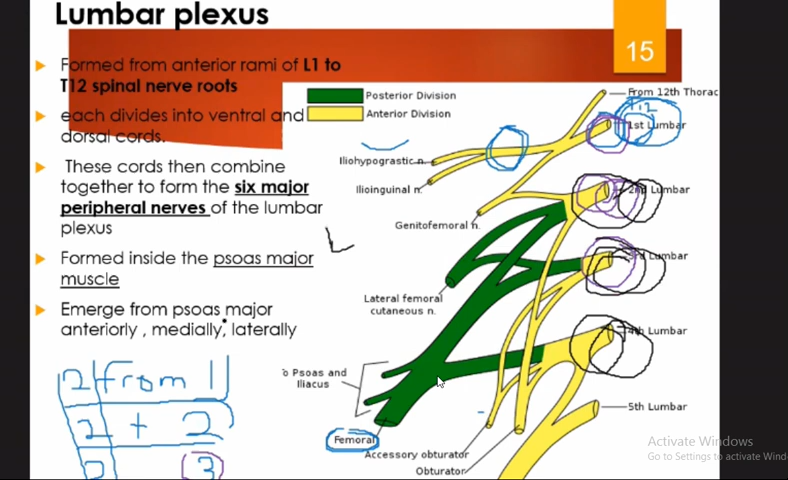 Lumbar plexus
15
Formed from anterior rami of L1 to
T12 spinal nerve roots
each divides into ventral and
dorsal cords.
These cords then combine
together to form the six major
peripheral nerves of the lumbar
plexus
Formed inside the psoas major
muscle
Emerge from psoas major
anteriorly , medially, laterally
2 from 1
2 + 2
2 3
Posterior Division
Anterior Division
From 12th Thorac
T12
1st Lumbar
Iliohypograstic n.
Ilioinguinal n.
2nd Lumbar
Genitofemoral n.
3rd Lumbar
Lateral femoral
cutaneous n.
4th Lumbar
o Psoas and
Iliacus
5th Lumbar
Femoral
Accessory obturator
Obturator
Activate Windows
Go to Settings to activate Wind